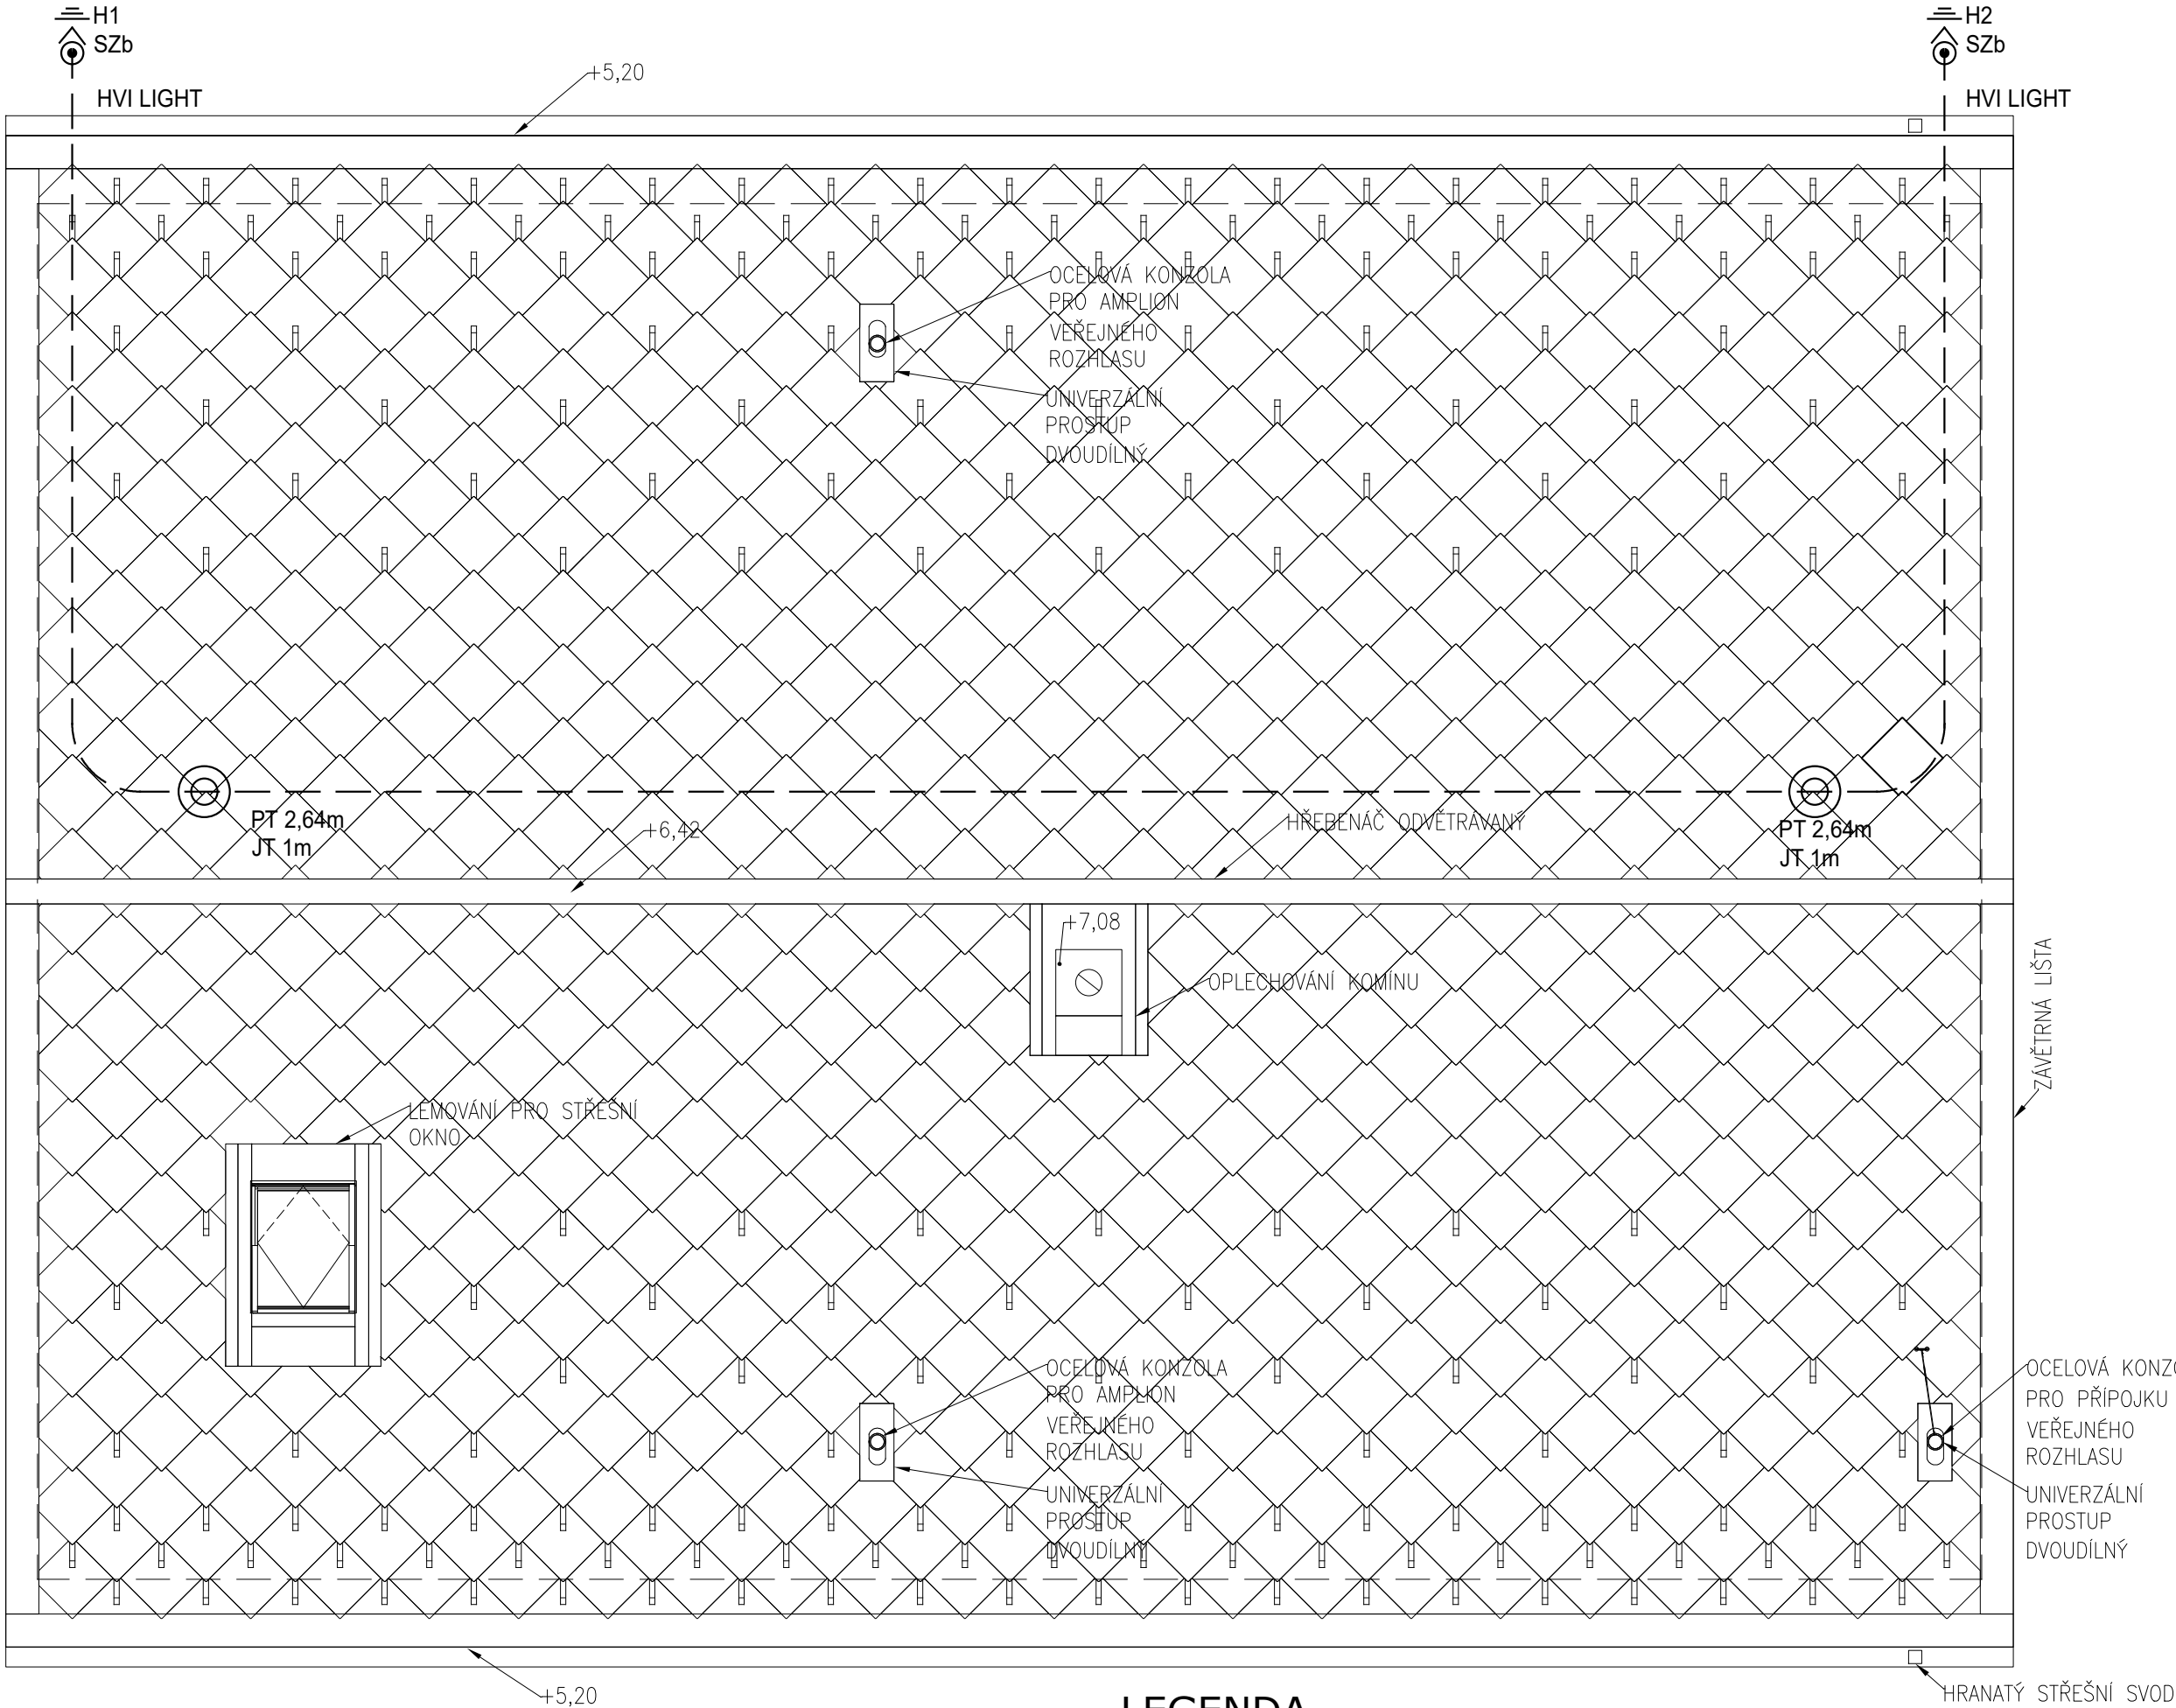 H1
SZb
HVI LIGHT
+5,20
H2
SZb
HVI LIGHT
OCELOVÁ KONZOLA
PRO AMPLION
VEŘEJNÉHO
ROZHLASU
UNIVERZÁLNÍ
PROSTUP
DVOUDÍLNÝ
PT 2,64m
JT 1m
+6,42
HŘEBENÁČ ODVĚTRÁVANÝ
PT 2,64m
JT 1m
+7,08
OPLECHOVÁNÍ KOMÍNU
ZÁVĚTRNÁ LIŠTA
LEMOVÁNÍ PRO STŘEŠNÍ
OKNO
OCELOVÁ KONZOLA
PRO AMPLION
VEŘEJNÉHO
ROZHLASU
UNIVERZÁLNÍ
PROSTUP
DVOUDÍLNÝ
OCELOVÁ
PRO PŘÍPOJKU
VEŘEJNÉHO
ROZHLASU
UNIVERZÁLNÍ
PROSTUP
DVOUDÍLNÝ
+5,20
LEGENDA
HRANATÝ STŘEŠNÍ SVOD